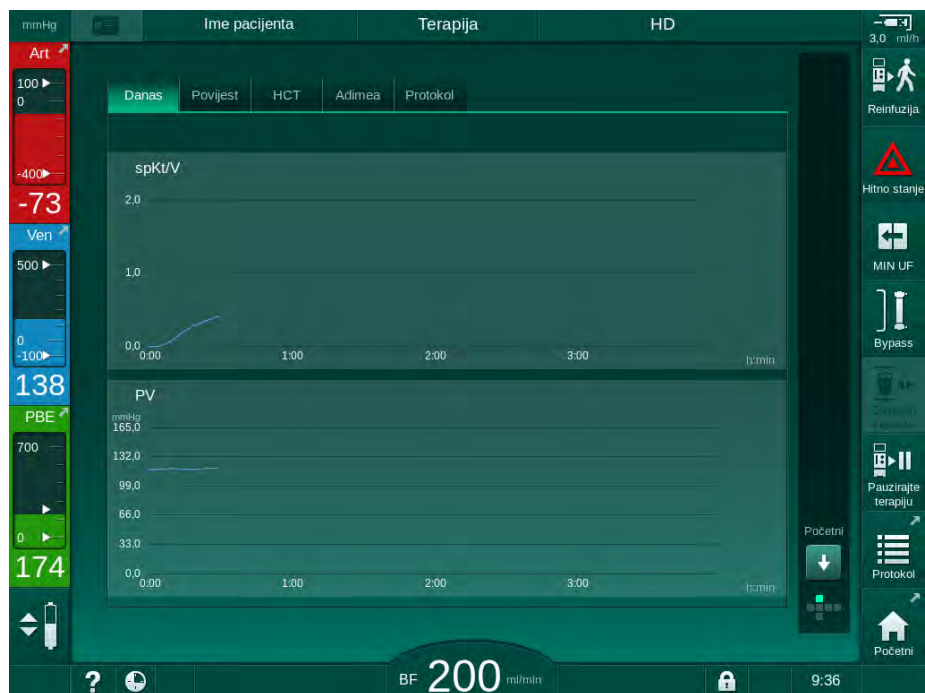 mmHg
Ime pacijenta
Terapija
HD
3,0 ml/h
Art
100
0
-400
-73
Ven
500
0
-100
138
PBE
700
0
174
Danas
Povijest
HCT
Adimea
Protokol
spKt/V
2,0
1,0
0,0
0:00
1:00
2:00
3:00
h:min
PV
mmHg
165,0
132,0
99,0
66,0
33,0
0,0
0:00
1:00
2:00
3:00
h:min
Početni
Reinfuzija
Hitno stanje
MIN UF
Bypass
Pauzirajte
terapiju
Protokol
Početni
?
BF 200 ml/min
9:36